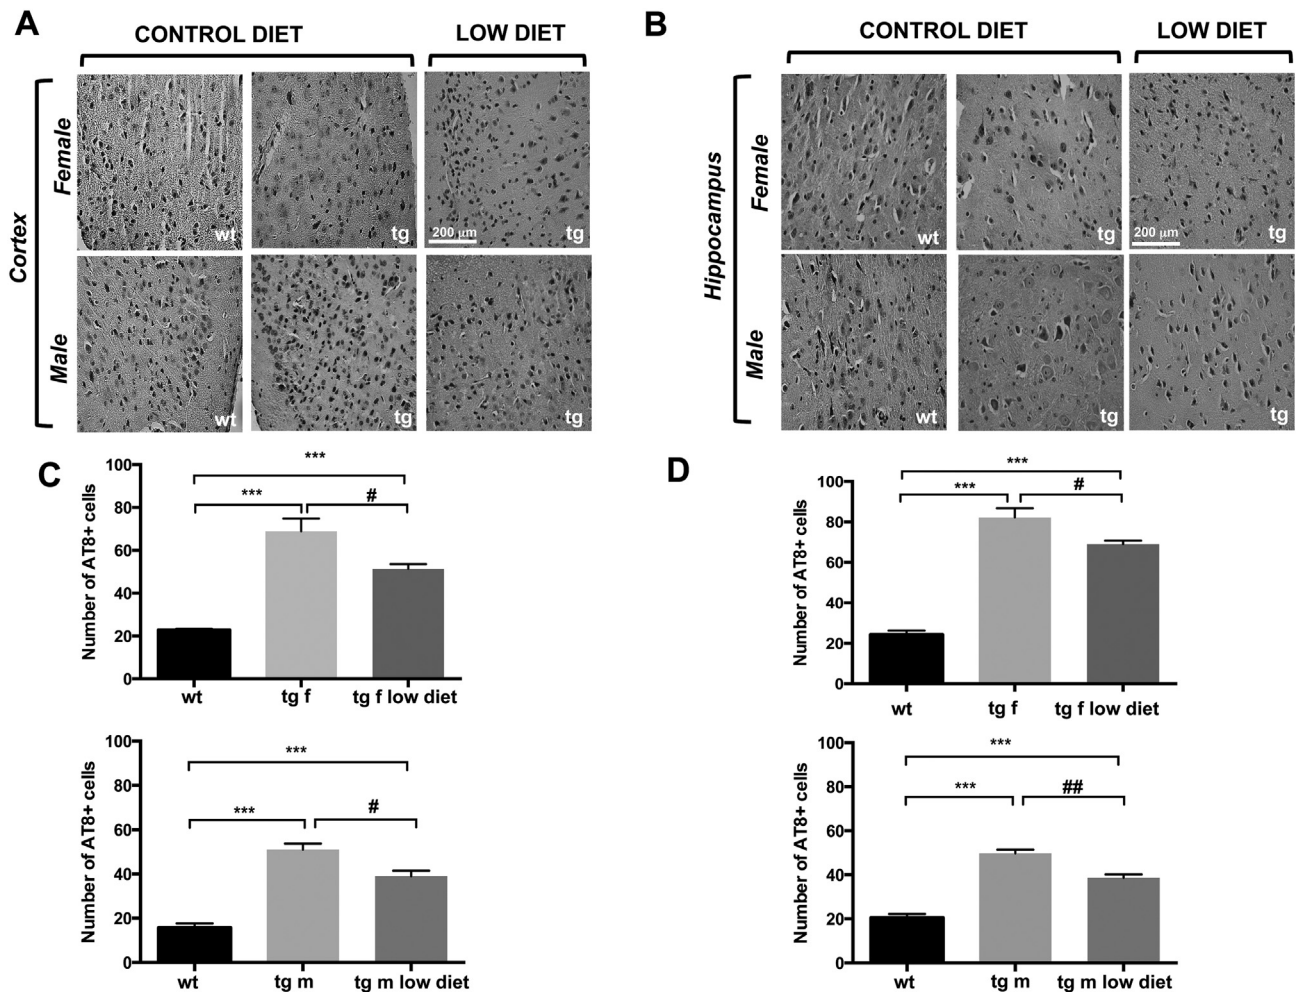 A
CONTROL DIET
LOW DIET
Cortex
Female
wt
tg
200 µm
tg
Male
wt
tg
tg
B
CONTROL DIET
LOW DIET
Hippocampus
Female
wt
tg
200 µm
tg
Male
wt
tg
tg
C
Number of AT8+ cells
100
80
60
40
20
0
***
***
#
wt
tg f
tg f low diet
Number of AT8+ cells
100
80
60
40
20
0
***
***
#
wt
tg m
tg m low diet
D
Number of AT8+ cells
100
80
60
40
20
0
***
***
#
wt
tg f
tg f low diet
Number of AT8+ cells
100
80
60
40
20
0
***
***
##
wt
tg m
tg m low diet